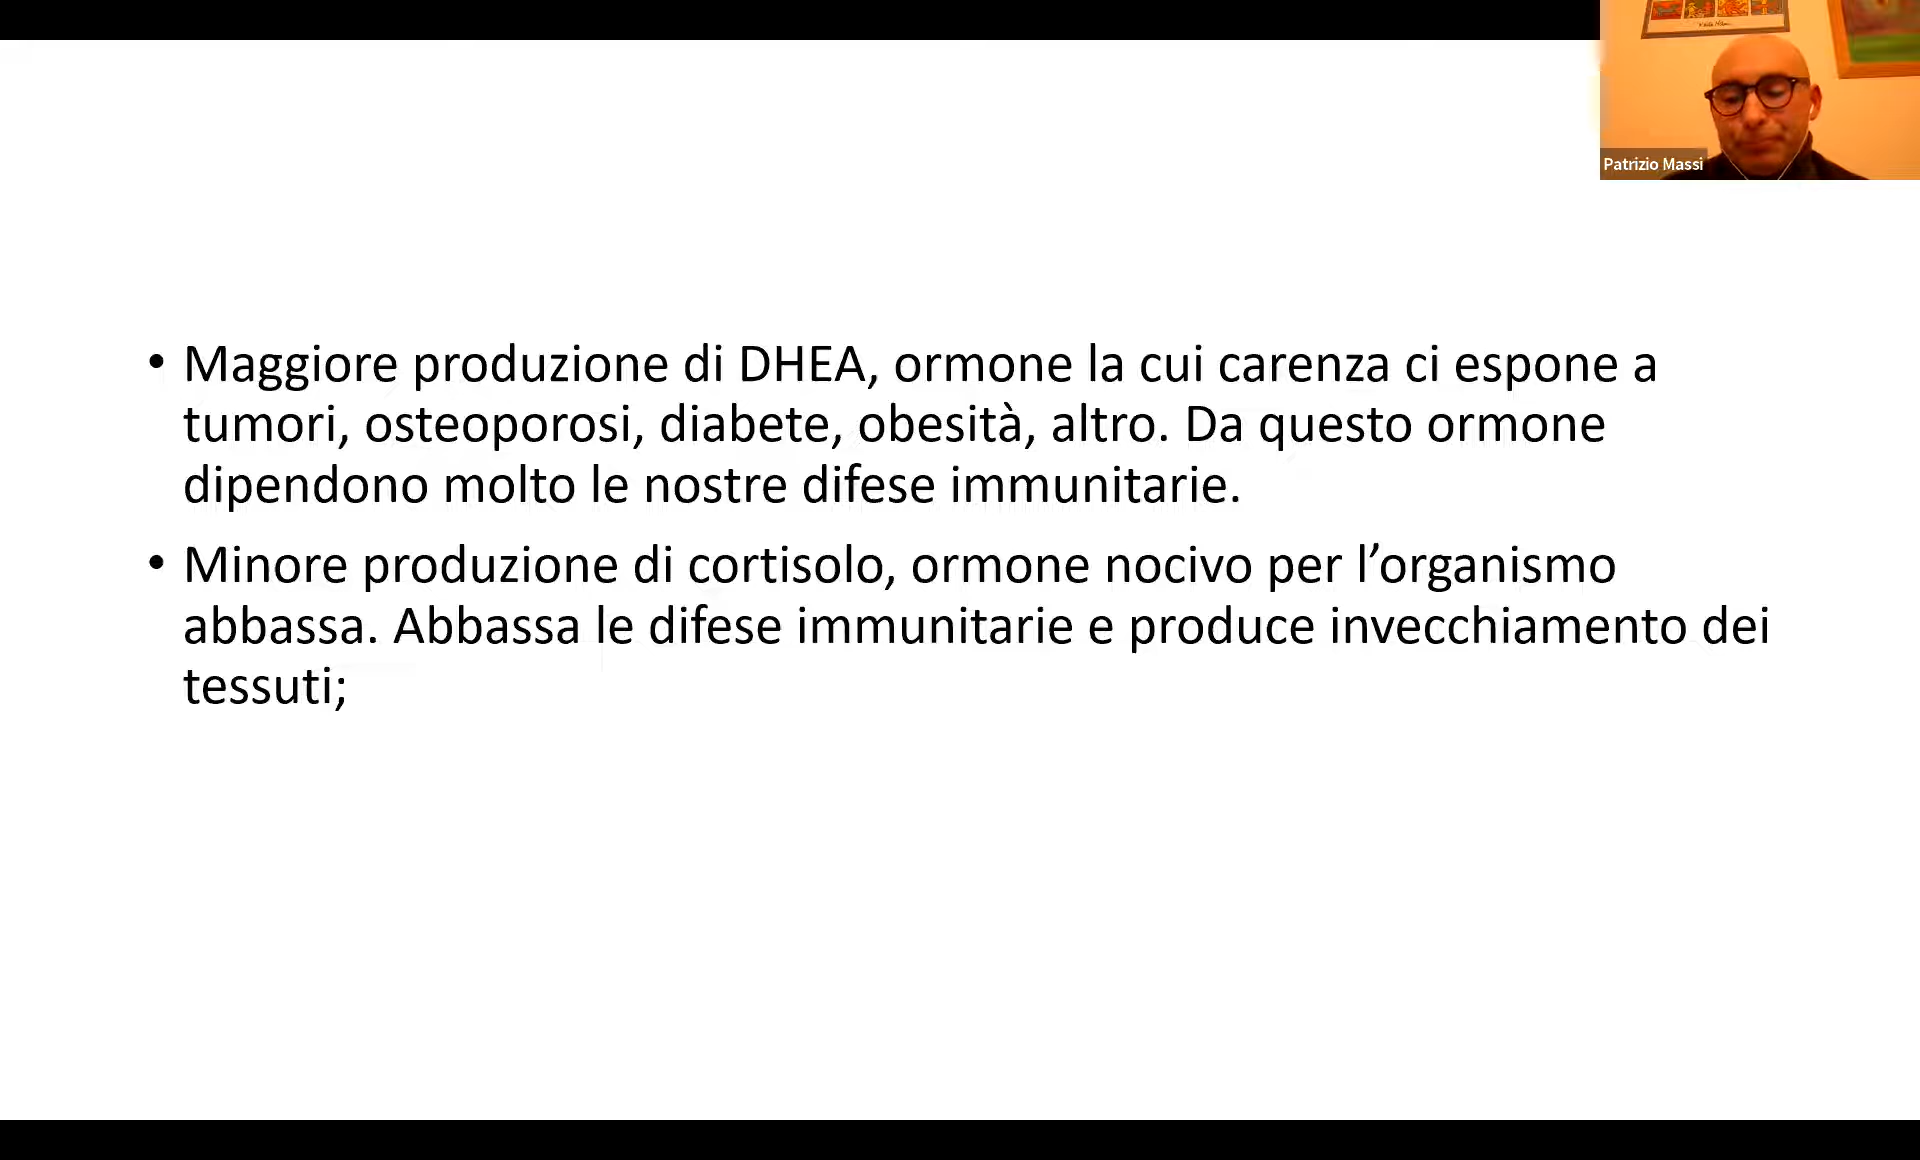 Patrizio Massi
• Maggiore produzione di DHEA, ormone la cui carenza ci espone a
tumori, osteoporosi, diabete, obesità, altro. Da questo ormone
dipendono molto le nostre difese immunitarie.
• Minore produzione di cortisolo, ormone nocivo per l’organismo
abbassa. Abbassa le difese immunitarie e produce invecchiamento dei
tessuti;